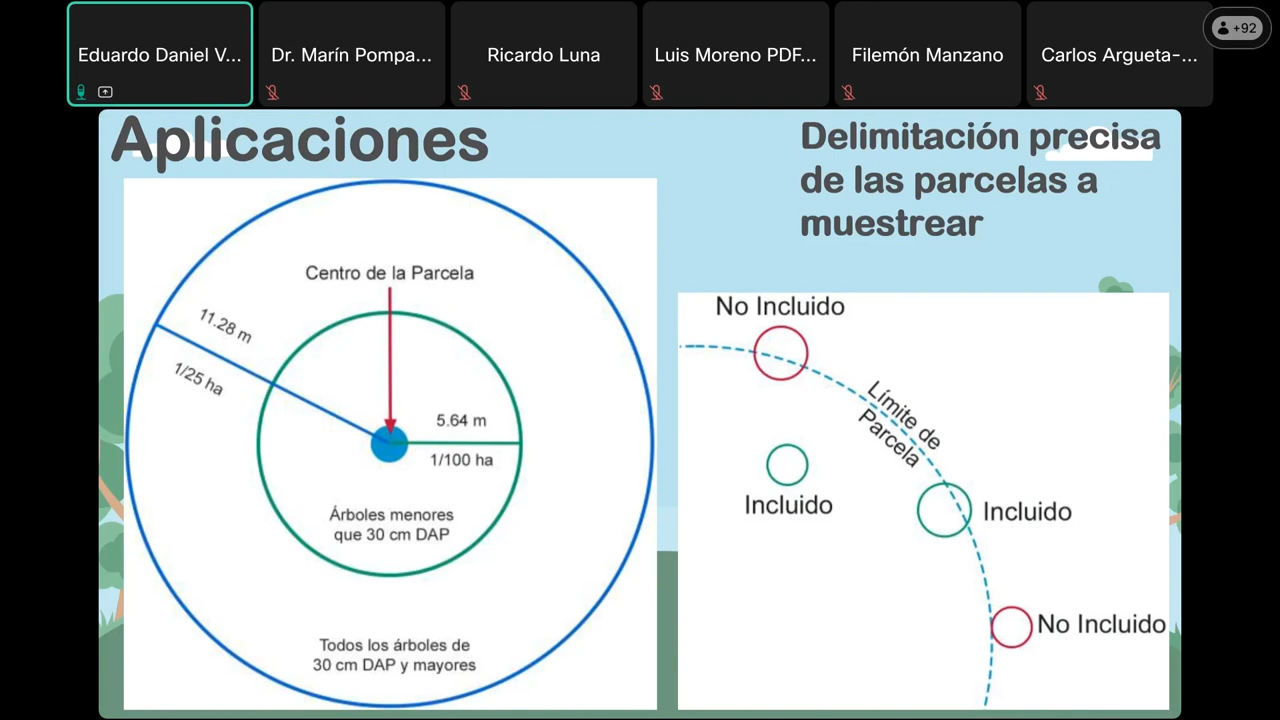 Eduardo Daniel V...
Dr. Marín Pompa...
Ricardo Luna
Luis Moreno PDF...
Filemón Manzano
Carlos Argueta-...
+92
Aplicaciones
Delimitación precisa
de las parcelas a
muestrear
Centro de la Parcela
11.28 m
1/25 ha
5.64 m
1/100 ha
Árboles menores
que 30 cm DAP
Todos los árboles de
30 cm DAP y mayores
No Incluido
Límite de
Parcela
Incluido
Incluido
No Incluido